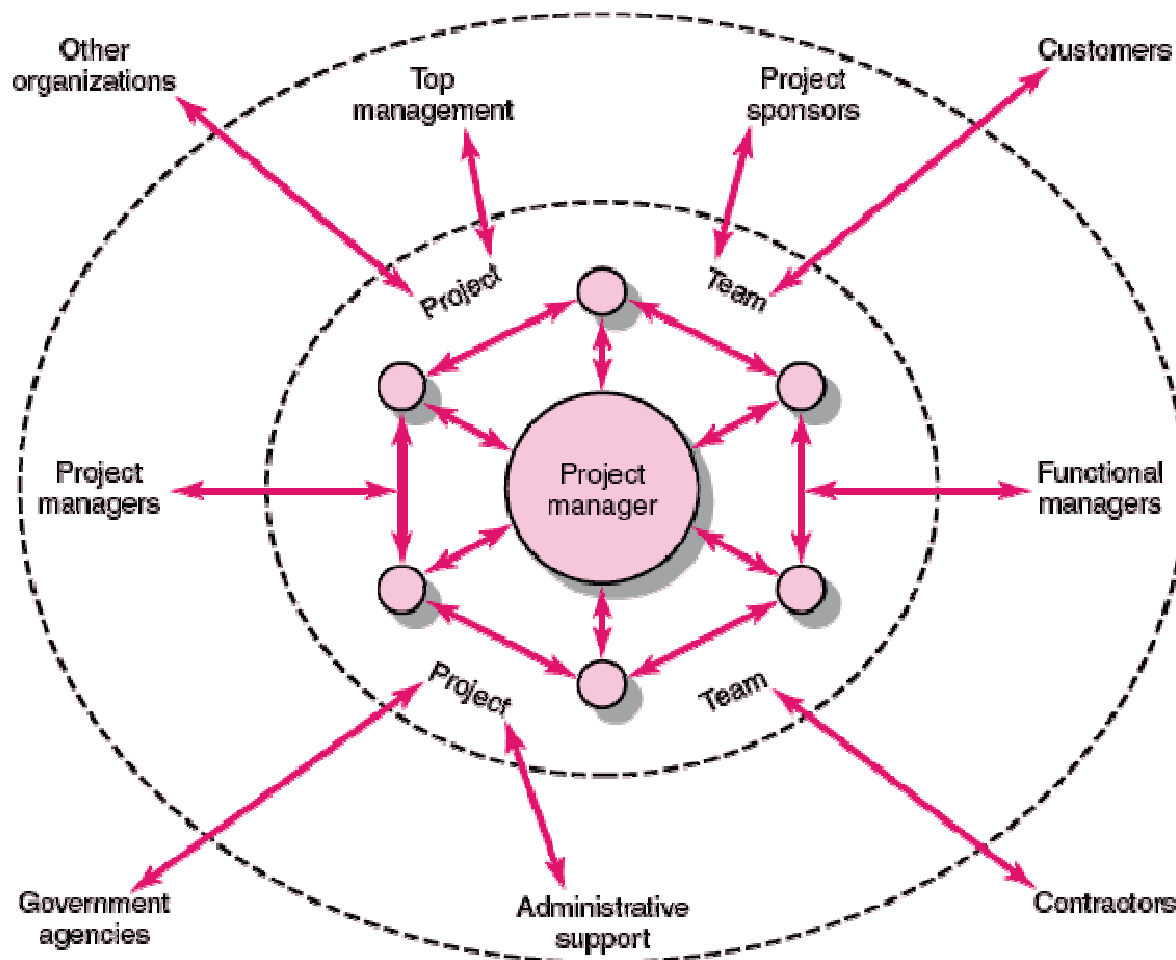 Other
organizations
Top
management
Project
sponsors
Customers
Project
Team
Project
managers
Project
manager
Functional
managers
Project
Team
Government
agencies
Administrative
support
Contractors